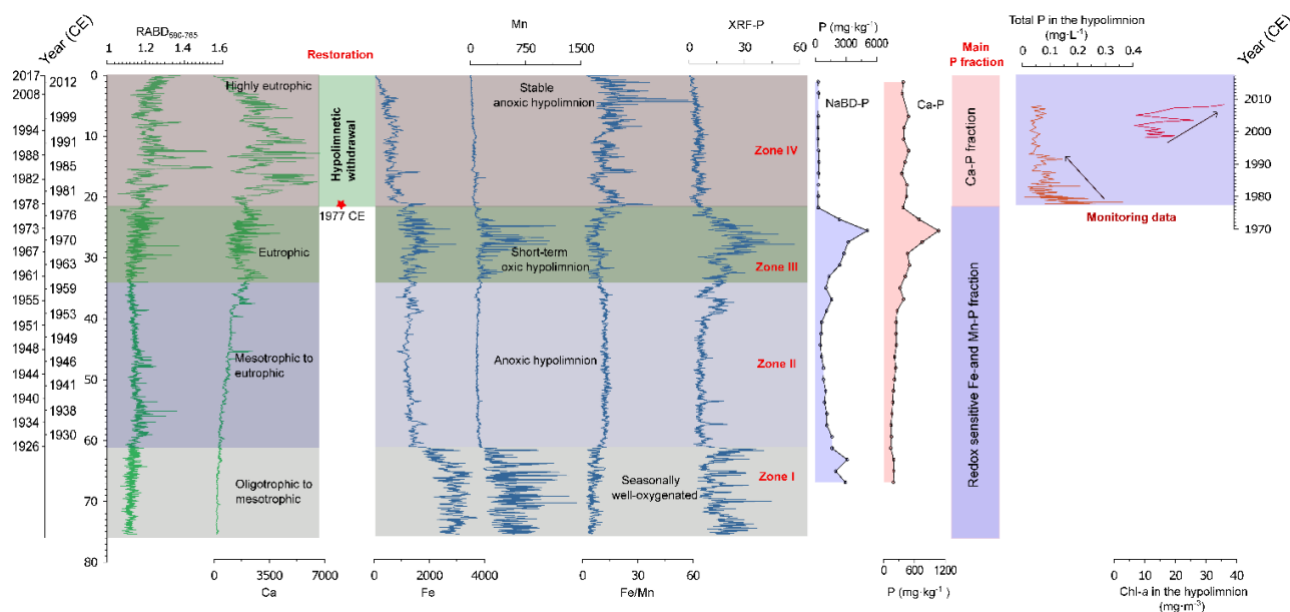 Year (CE)
RABD590-765
1 1.2 1.4 1.6
Restoration
Mn
0 750 1500
XRF-P
0 30 60
P (mg·kg-1)
0 3000 6000
Main
P fraction
Total P in the hypolimnion
(mg·L-1)
0 0.1 0.2 0.3 0.4
Year (CE)
2017
2008
1994
1988
1982
1978
1973
1967
1961
1955
1951
1948
1944
1940
1934
1926
2012
1999
1991
1985
1981
1976
1970
1963
1959
1953
1949
1946
1941
1938
1930
0
10
20
30
40
50
60
70
80
Highly eutrophic
Eutrophic
Mesotrophic to
eutrophic
Oligotrophic to
mesotrophic
Hypolimnetic
withdrawal
1977 CE
Stable
anoxic hypolimnion
Short-term
oxic hypolimnion
Anoxic hypolimnion
Seasonally
well-oxygenated
Zone IV
Zone III
Zone II
Zone I
NaBD-P
Ca-P
Ca-P fraction
Redox sensitive Fe-and Mn-P fraction
Monitoring data
2010
2000
1990
1980
1970
0 3500 7000
Ca
0 2000 4000
Fe
0 30 60
Fe/Mn
0 600 1200
P (mg·kg-1)
0 10 20 30 40
Chl-a in the hypolimnion
(mg·m-3)